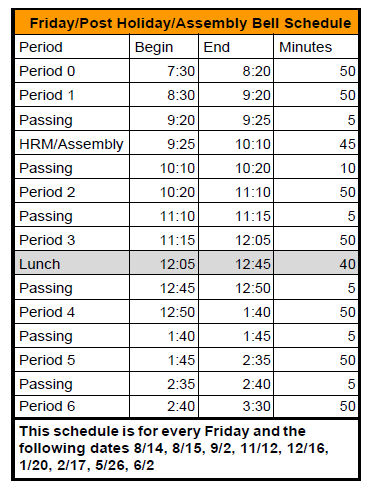 Friday/Post Holiday/Assembly Bell Schedule
Period Begin End Minutes
Period 0 7:30 8:20 50
Period 1 8:30 9:20 50
Passing 9:20 9:25 5
HRM/Assembly 9:25 10:10 45
Passing 10:10 10:20 10
Period 2 10:20 11:10 50
Passing 11:10 11:15 5
Period 3 11:15 12:05 50
Lunch 12:05 12:45 40
Passing 12:45 12:50 5
Period 4 12:50 1:40 50
Passing 1:40 1:45 5
Period 5 1:45 2:35 50
Passing 2:35 2:40 5
Period 6 2:40 3:30 50
This schedule is for every Friday and the
following dates 8/14, 8/15, 9/2, 11/12, 12/16,
1/20, 2/17, 5/26, 6/2